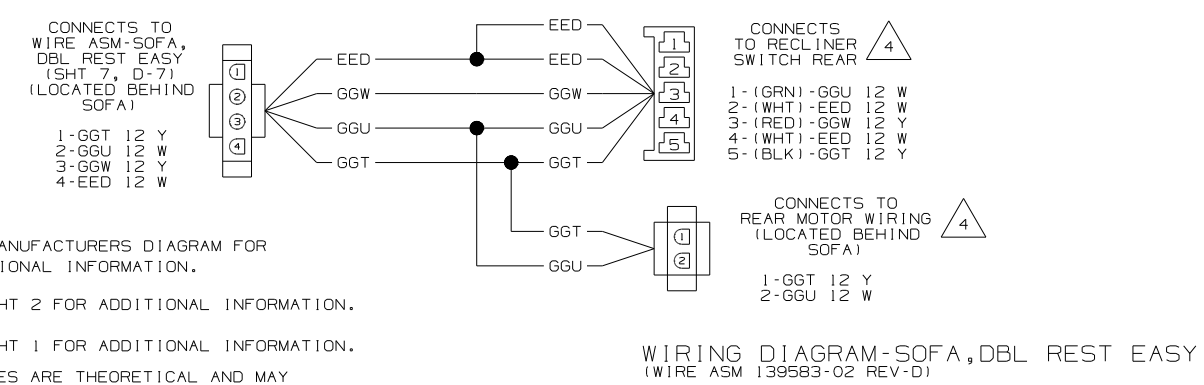 CONNECTS TO
WIRE ASM-SOFA,
DBL REST EASY
(SHT 7, D-7)
(LOCATED BEHIND
SOFA)
1-GGT 12 Y
2-GGU 12 W
3-GGW 12 Y
4-EED 12 W
1
2
3
4
EED
GGW
GGU
GGT
EED
EED
GGW
GGU
GGT
1
2
3
4
5
CONNECTS
TO RECLINER
SWITCH REAR
4
1-(GRN)-GGU 12 W
2-(WHT)-EED 12 W
3-(RED)-GGW 12 Y
4-(WHT)-EED 12 W
5-(BLK)-GGT 12 Y
GGT
GGU
1
2
CONNECTS TO
REAR MOTOR WIRING
(LOCATED BEHIND
SOFA)
4
1-GGT 12 Y
2-GGU 12 W
ANUFACTURERS DIAGRAM FOR
IONAL INFORMATION.
HT 2 FOR ADDITIONAL INFORMATION.
HT 1 FOR ADDITIONAL INFORMATION.
ES ARE THEORETICAL AND MAY
WIRING DIAGRAM-SOFA,DBL REST EASY
(WIRE ASM 139583-02 REV-D)